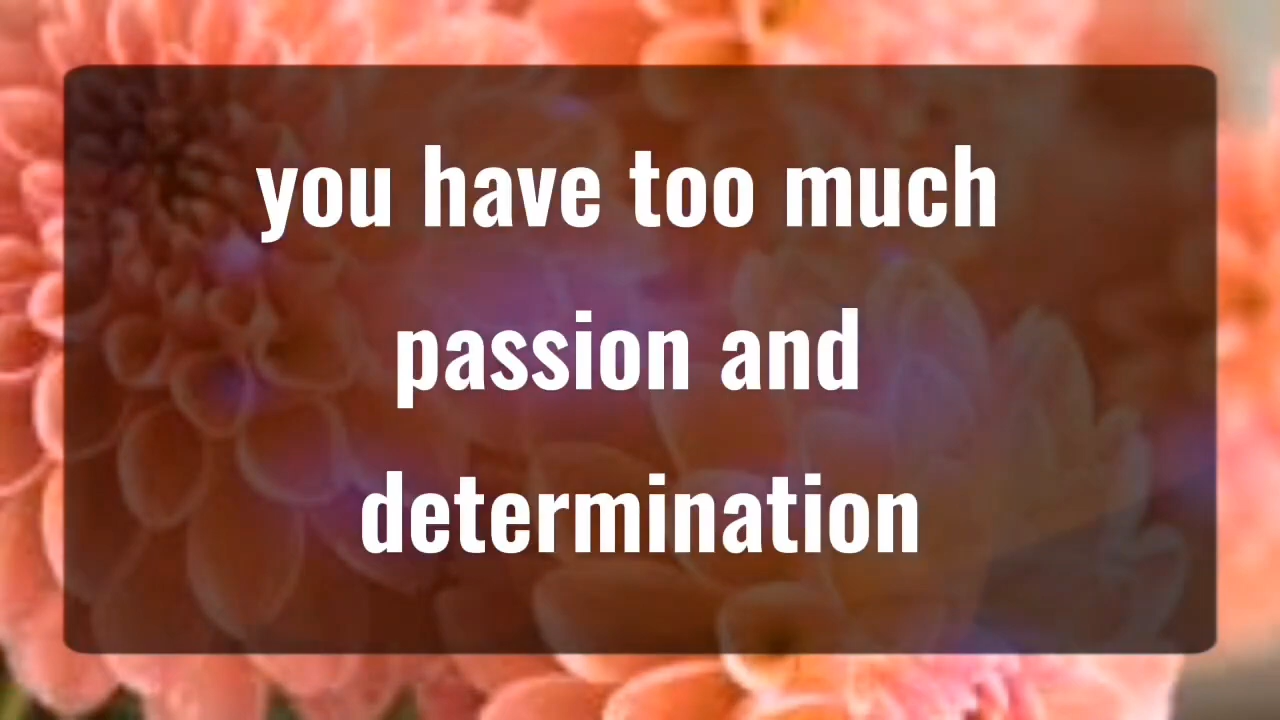 you have too much
passion and
determination